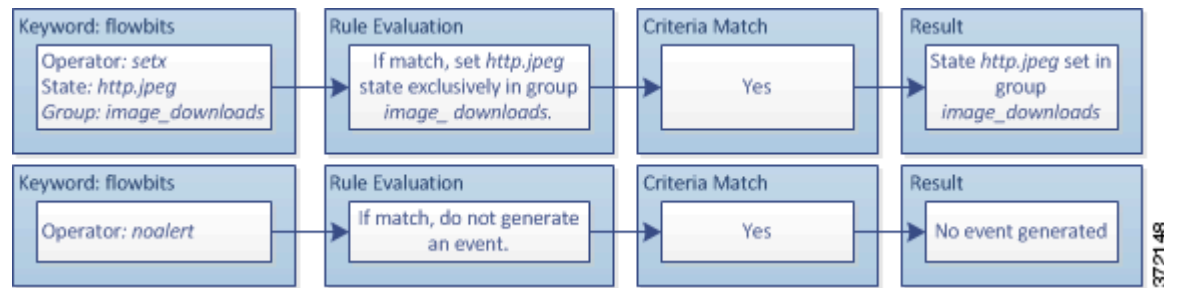 Keyword: flowbits
Operator: setx
State: http.jpeg
Group: image_downloads
Rule Evaluation
If match, set http.jpeg
state exclusively in group
image_ downloads.
Criteria Match
Yes
Result
State http.jpeg set in
group
image_downloads
Keyword: flowbits
Operator: noalert
Rule Evaluation
If match, do not generate
an event.
Criteria Match
Yes
Result
No event generated
372148